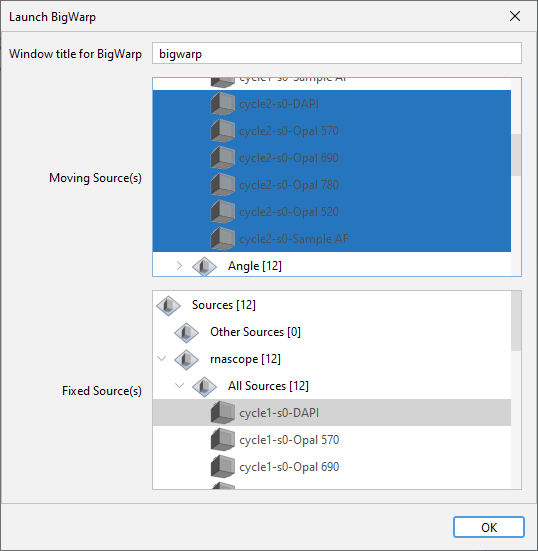 Launch BigWarp
Window title for BigWarp
bigwarp
Moving Source(s)
cycle1-s0-Sample AF
cycle2-s0-DAPI
cycle2-s0-Opal 570
cycle2-s0-Opal 690
cycle2-s0-Opal 780
cycle2-s0-Opal 520
cycle2-s0-Sample AF
Angle [12]
Fixed Source(s)
Sources [12]
Other Sources [0]
rnascope [12]
All Sources [12]
cycle1-s0-DAPI
cycle1-s0-Opal 570
cycle1-s0-Opal 690
OK